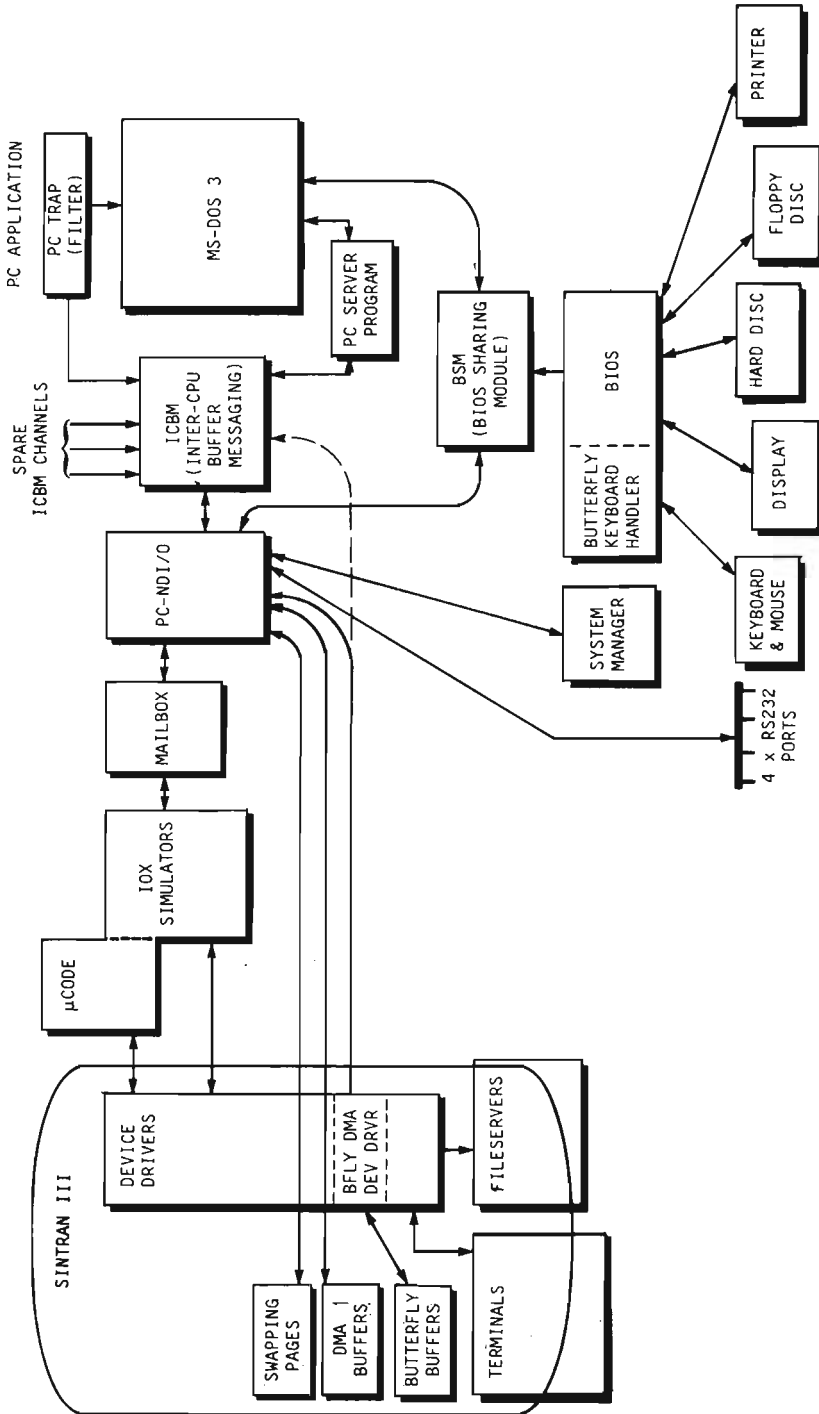 SINTRAN III
DEVICE
DRIVERS
BFLY DMA
DEV DRVR
SWAPPING
PAGES
DMA 1
BUFFERS
BUTTERFLY
BUFFERS
TERMINALS
FILESERVERS
µCODE
IOX
SIMULATORS
MAILBOX
PC-NDI/O
SPARE
ICBM CHANNELS
ICBM
(INTER-CPU
BUFFER
MESSAGING)
PC APPLICATION
PC TRAP
(FILTER)
MS-DOS 3
PC SERVER
PROGRAM
BSM
(BIOS SHARING
MODULE)
BUTTERFLY
KEYBOARD
HANDLER
BIOS
SYSTEM
MANAGER
4 x RS232
PORTS
KEYBOARD
& MOUSE
DISPLAY
HARD DISC
FLOPPY
DISC
PRINTER